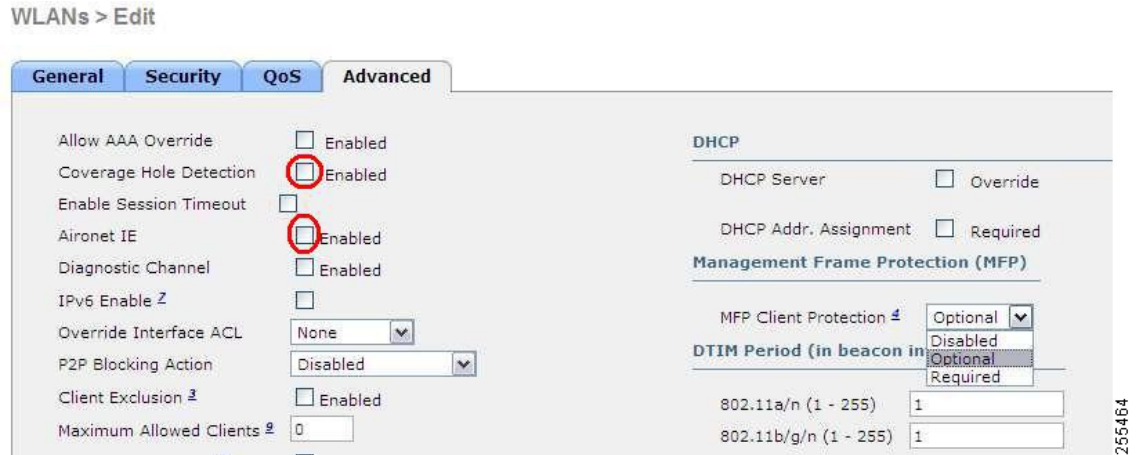 WLANs > Edit
General Security QoS Advanced
Allow AAA Override Enabled
Coverage Hole Detection Enabled
Enable Session Timeout
Aironet IE Enabled
Diagnostic Channel Enabled
IPv6 Enable 7
Override Interface ACL None
P2P Blocking Action Disabled
Client Exclusion 3 Enabled
Maximum Allowed Clients 9 0
DHCP
DHCP Server Override
DHCP Addr. Assignment Required
Management Frame Protection (MFP)
MFP Client Protection 4 Optional
Disabled
Optional
Required
DTIM Period (in beacon in
802.11a/n (1 - 255) 1
802.11b/g/n (1 - 255) 1
255464